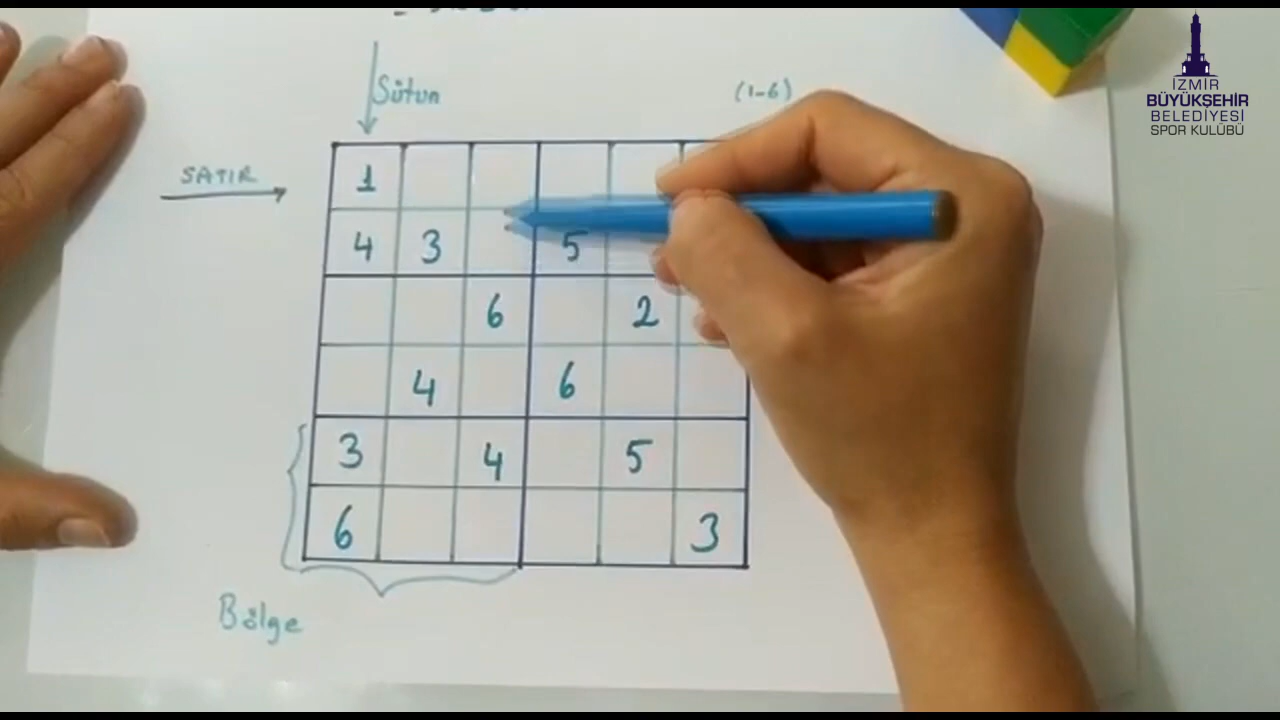 Sütun
(1-6)
SATIR
1
4 3 5
6 2
4 6
3 4 5
6 3
Bölge
İZMİR
BÜYÜKŞEHİR
BELEDİYESİ
SPOR KULÜBÜ